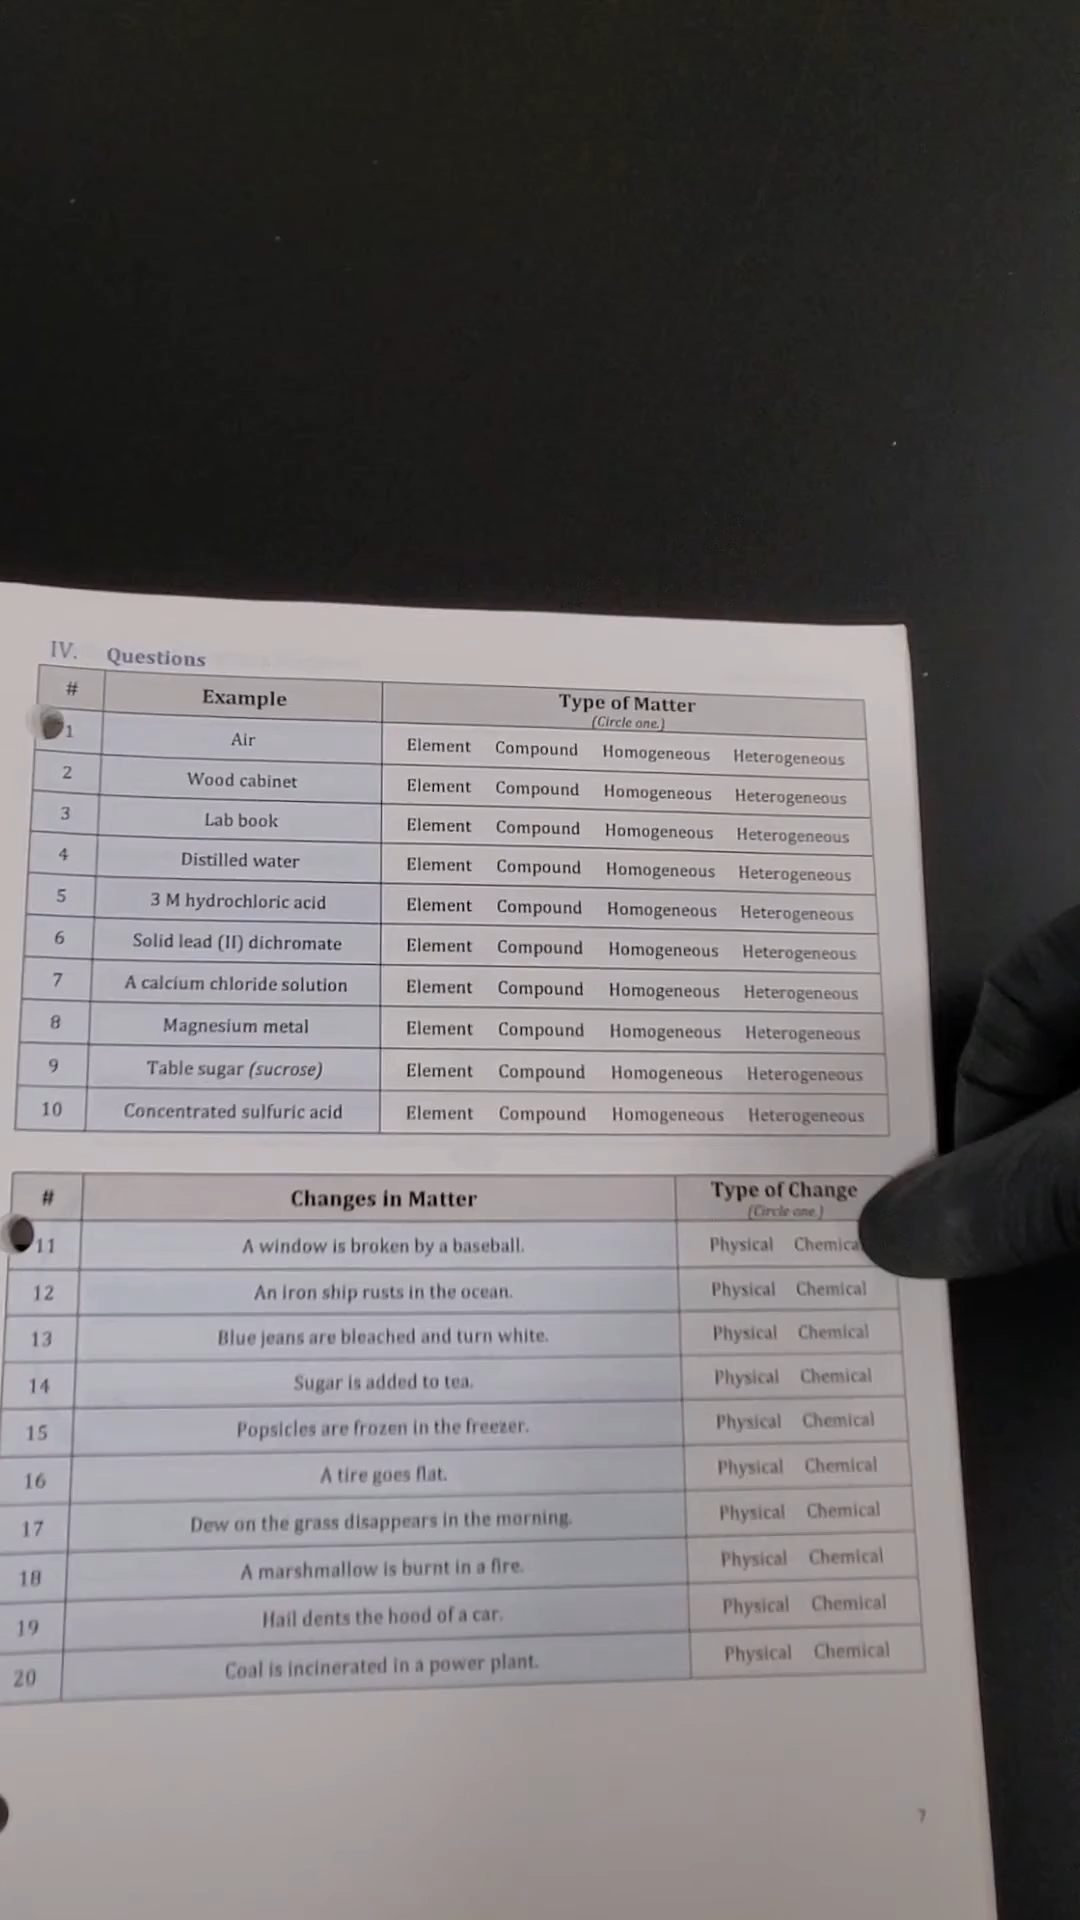 IV. Questions
# Example Type of Matter
(Circle one.)
1 Air Element Compound Homogeneous Heterogeneous
2 Wood cabinet Element Compound Homogeneous Heterogeneous
3 Lab book Element Compound Homogeneous Heterogeneous
4 Distilled water Element Compound Homogeneous Heterogeneous
5 3 M hydrochloric acid Element Compound Homogeneous Heterogeneous
6 Solid lead (II) dichromate Element Compound Homogeneous Heterogeneous
7 A calcium chloride solution Element Compound Homogeneous Heterogeneous
8 Magnesium metal Element Compound Homogeneous Heterogeneous
9 Table sugar (sucrose) Element Compound Homogeneous Heterogeneous
10 Concentrated sulfuric acid Element Compound Homogeneous Heterogeneous
# Changes in Matter Type of Change
(Circle one.)
11 A window is broken by a baseball. Physical Chemica
12 An iron ship rusts in the ocean. Physical Chemical
13 Blue jeans are bleached and turn white. Physical Chemical
14 Sugar is added to tea. Physical Chemical
15 Popsicles are frozen in the freezer. Physical Chemical
16 A tire goes flat. Physical Chemical
17 Dew on the grass disappears in the morning. Physical Chemical
18 A marshmallow is burnt in a fire. Physical Chemical
19 Hail dents the hood of a car. Physical Chemical
20 Coal is incinerated in a power plant. Physical Chemical
7